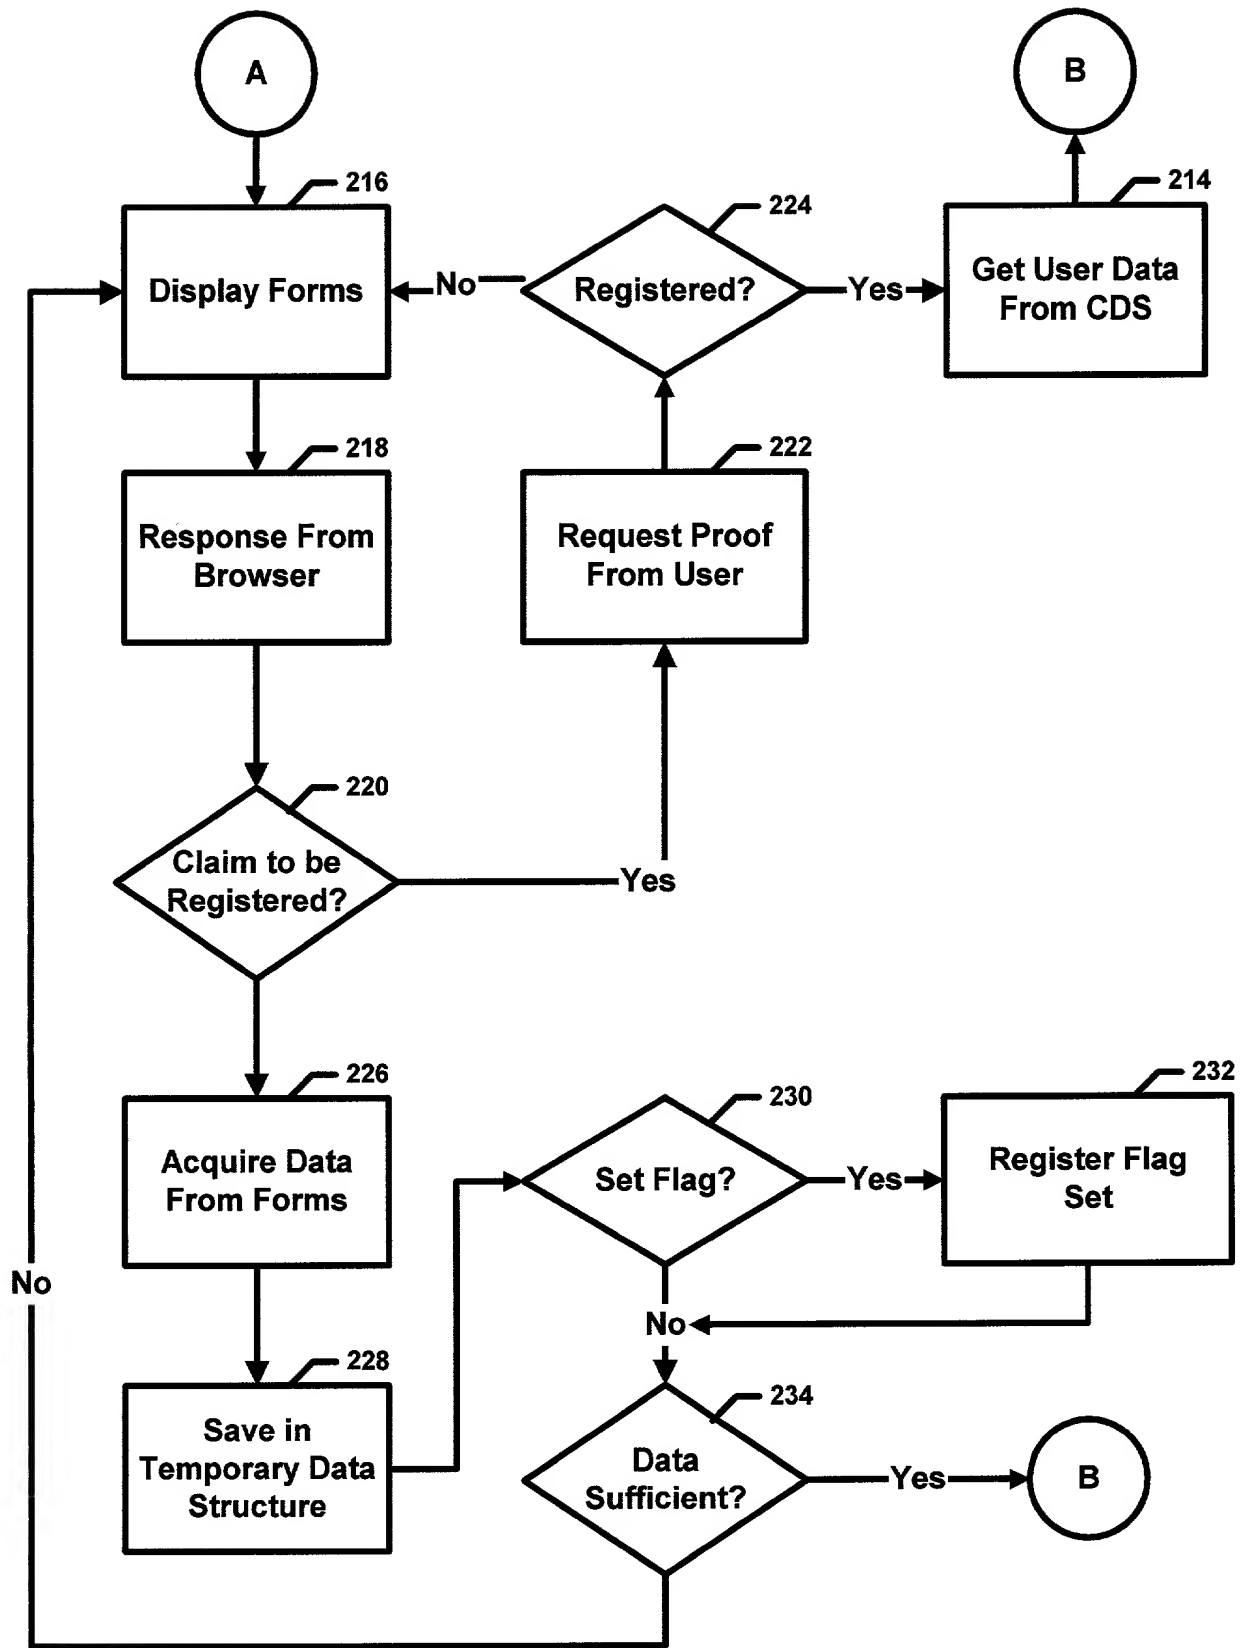 A
B
216
224
214
Display Forms
No
Registered?
Yes
Get User Data
From CDS
218
222
Response From
Browser
Request Proof
From User
220
Claim to be
Registered?
Yes
226
230
232
Acquire Data
From Forms
Set Flag?
Yes
Register Flag
Set
No
No
228
234
Save in
Temporary Data
Structure
Data
Sufficient?
Yes
B